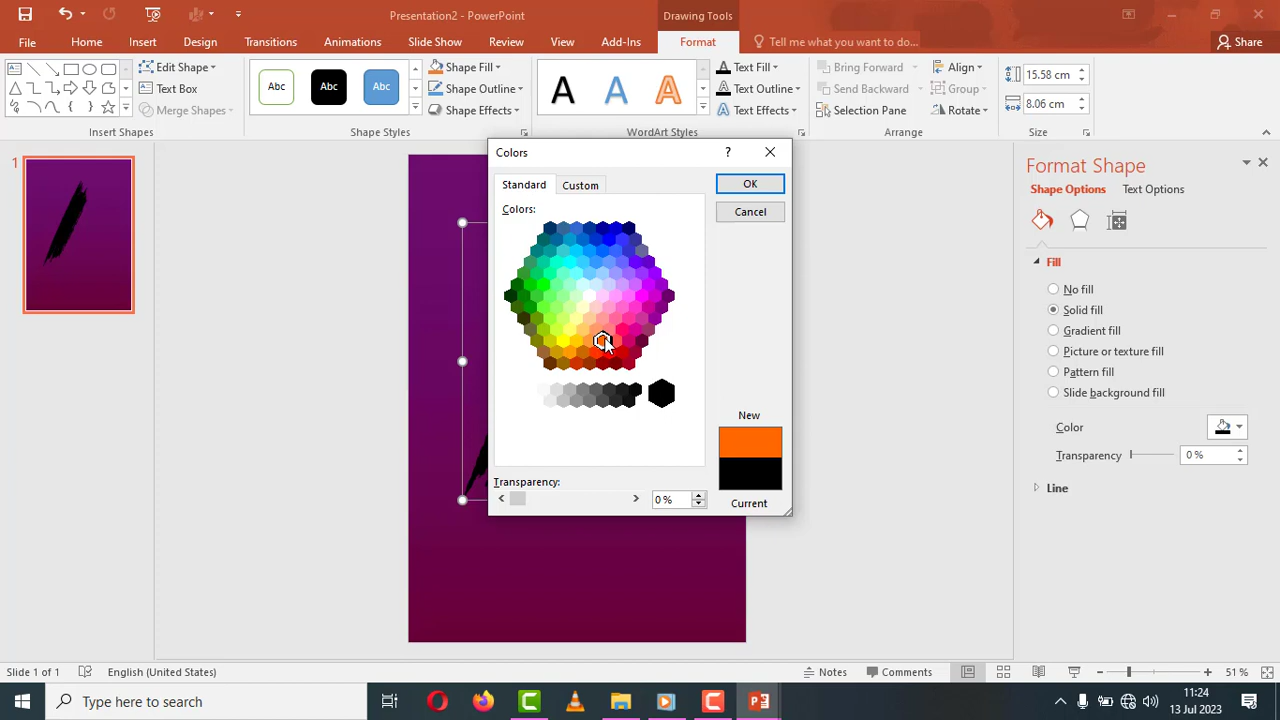 Presentation2 - PowerPoint
Drawing Tools
File
Home
Insert
Design
Transitions
Animations
Slide Show
Review
View
Add-Ins
Format
Tell me what you want to do...
Share
Edit Shape
Text Box
Merge Shapes
Insert Shapes
Abc
Abc
Abc
Shape Fill
Shape Outline
Shape Effects
Shape Styles
A
A
A
Text Fill
Text Outline
Text Effects
WordArt Styles
Bring Forward
Send Backward
Selection Pane
Align
Group
Rotate
Arrange
15.58 cm
8.06 cm
Size
1
Colors
?
Standard
Custom
OK
Cancel
Colors:
New
Current
Transparency:
0 %
Format Shape
Shape Options
Text Options
Fill
No fill
Solid fill
Gradient fill
Picture or texture fill
Pattern fill
Slide background fill
Color
Transparency
0 %
Line
Slide 1 of 1
English (United States)
Notes
Comments
51 %
Type here to search
11:24
13 Jul 2023